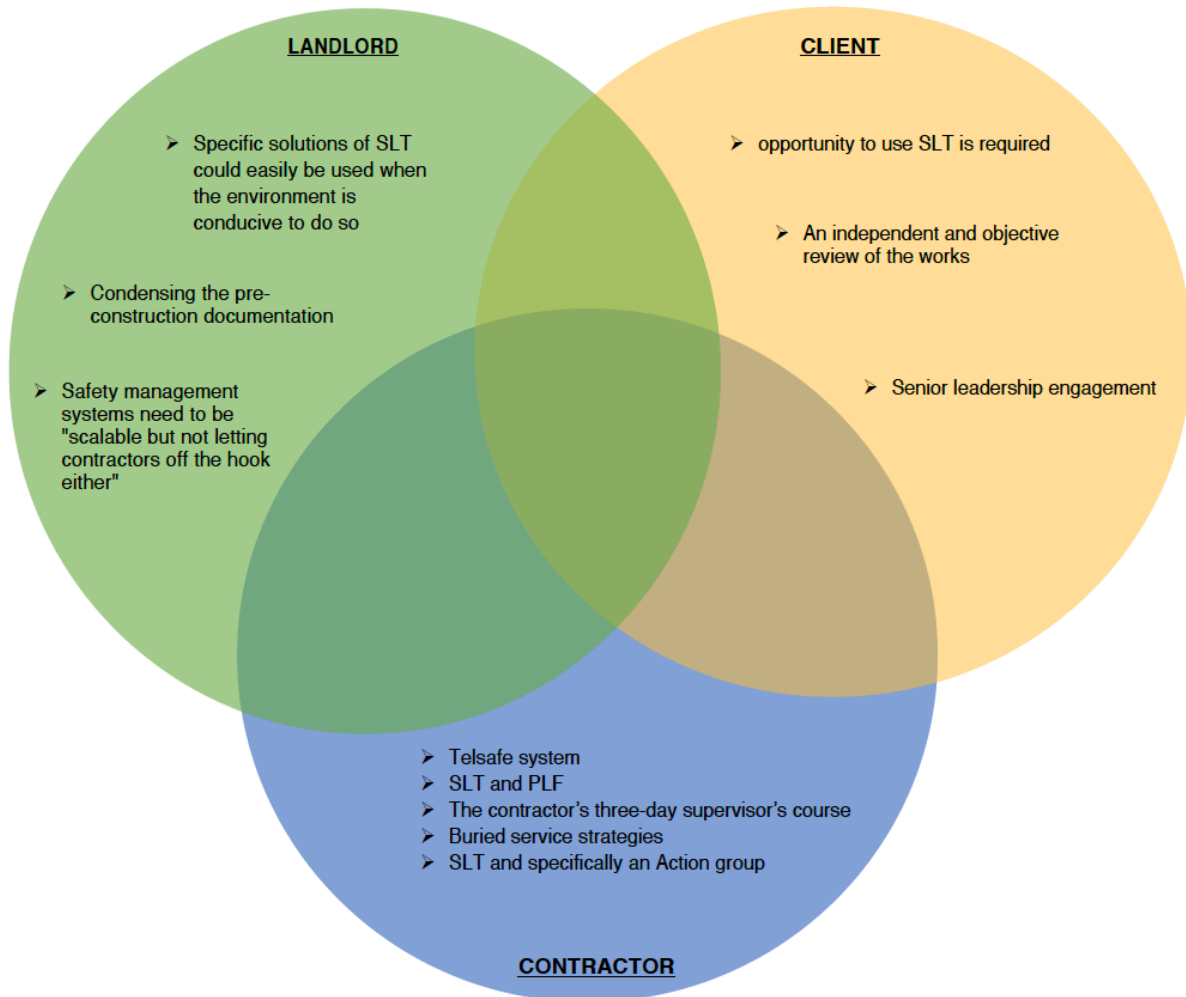 LANDLORD
➢ Specific solutions of SLT
could easily be used when
the environment is
conducive to do so
➢ Condensing the pre-
construction documentation
➢ Safety management
systems need to be
"scalable but not letting
contractors off the hook
either"
CLIENT
➢ opportunity to use SLT is required
➢ An independent and objective
review of the works
➢ Senior leadership engagement
➢ Telsafe system
➢ SLT and PLF
➢ The contractor’s three-day supervisor’s course
➢ Buried service strategies
➢ SLT and specifically an Action group
CONTRACTOR